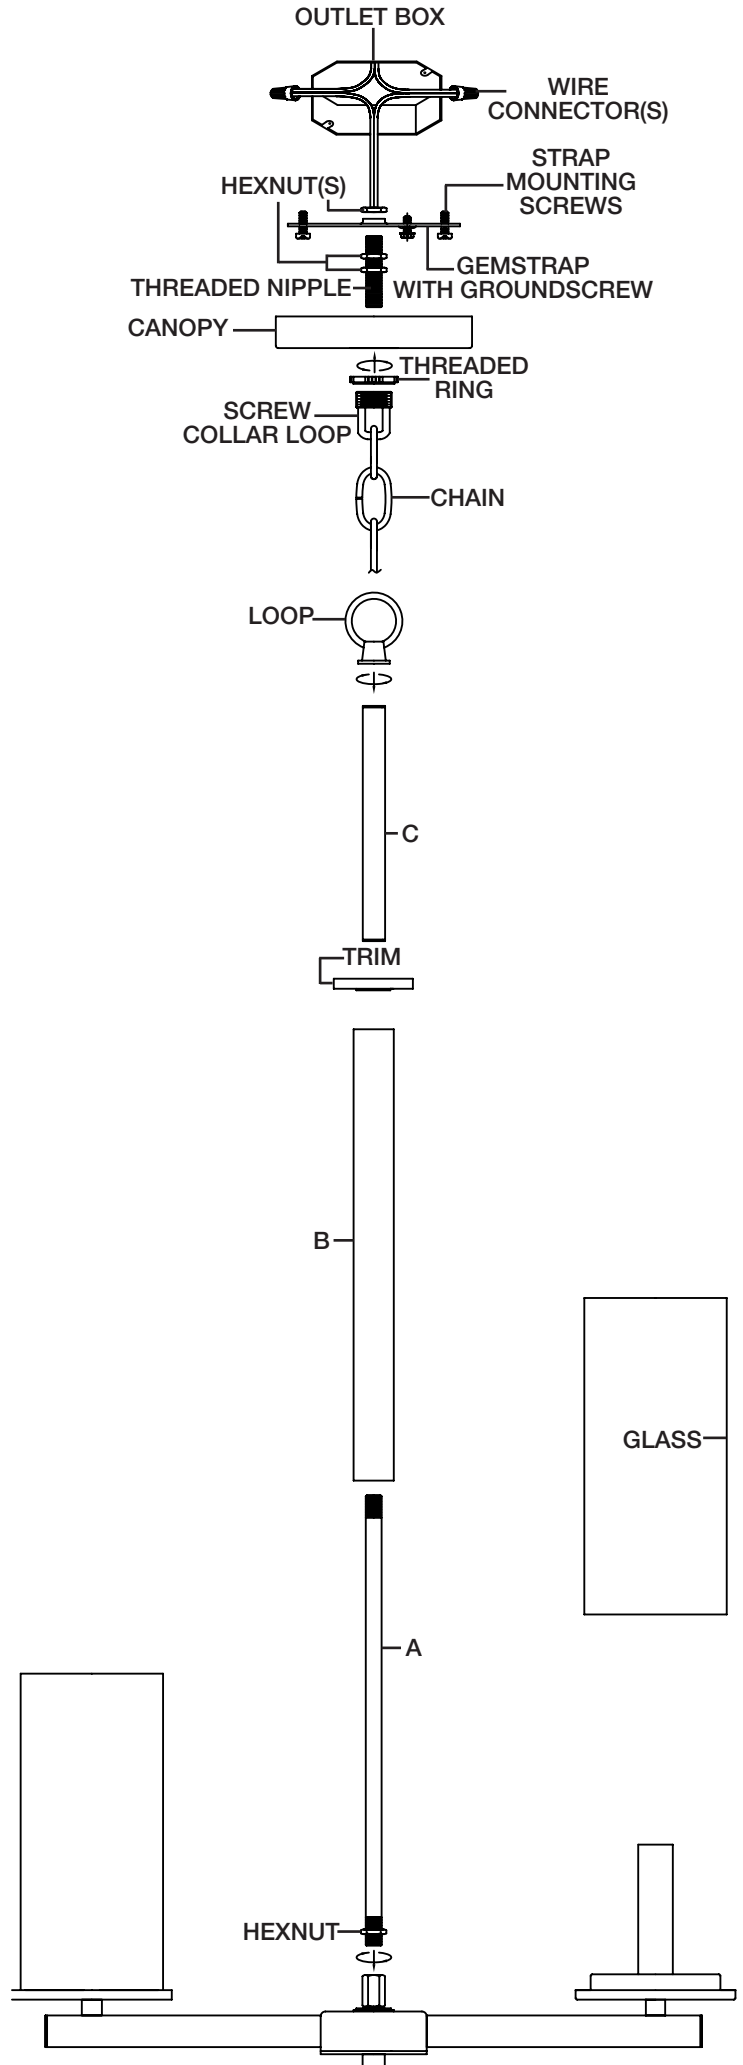 OUTLET BOX
WIRE
CONNECTOR(S)
STRAP
MOUNTING
SCREWS
HEXNUT(S)
GEMSTRAP
WITH GROUNDSCREW
THREADED NIPPLE
CANOPY
THREADED
RING
SCREW
COLLAR LOOP
CHAIN
LOOP
C
TRIM
B
GLASS
A
HEXNUT